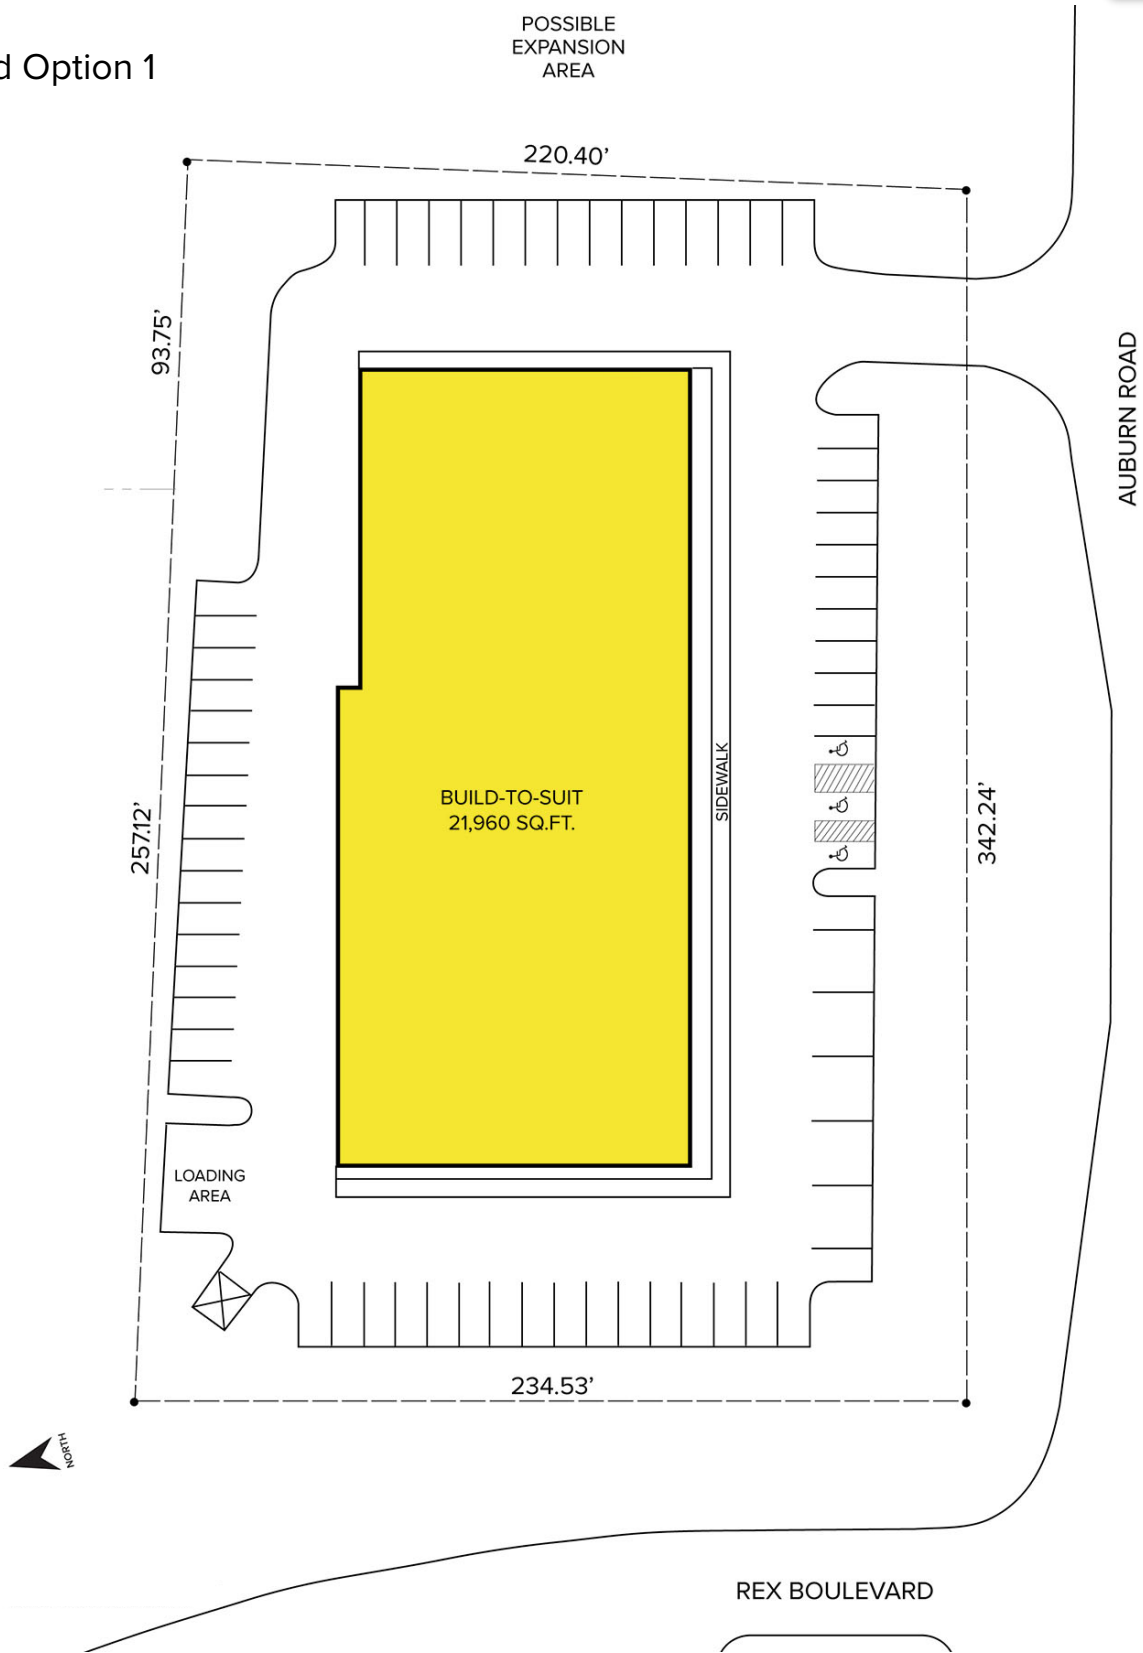 POSSIBLE
EXPANSION
AREA
d Option 1
220.40’
93.75’
AUBURN ROAD
257.12’
BUILD-TO-SUIT
21,960 SQ.FT.
SIDEWALK
342.24’
LOADING
AREA
234.53’
NORTH
REX BOULEVARD